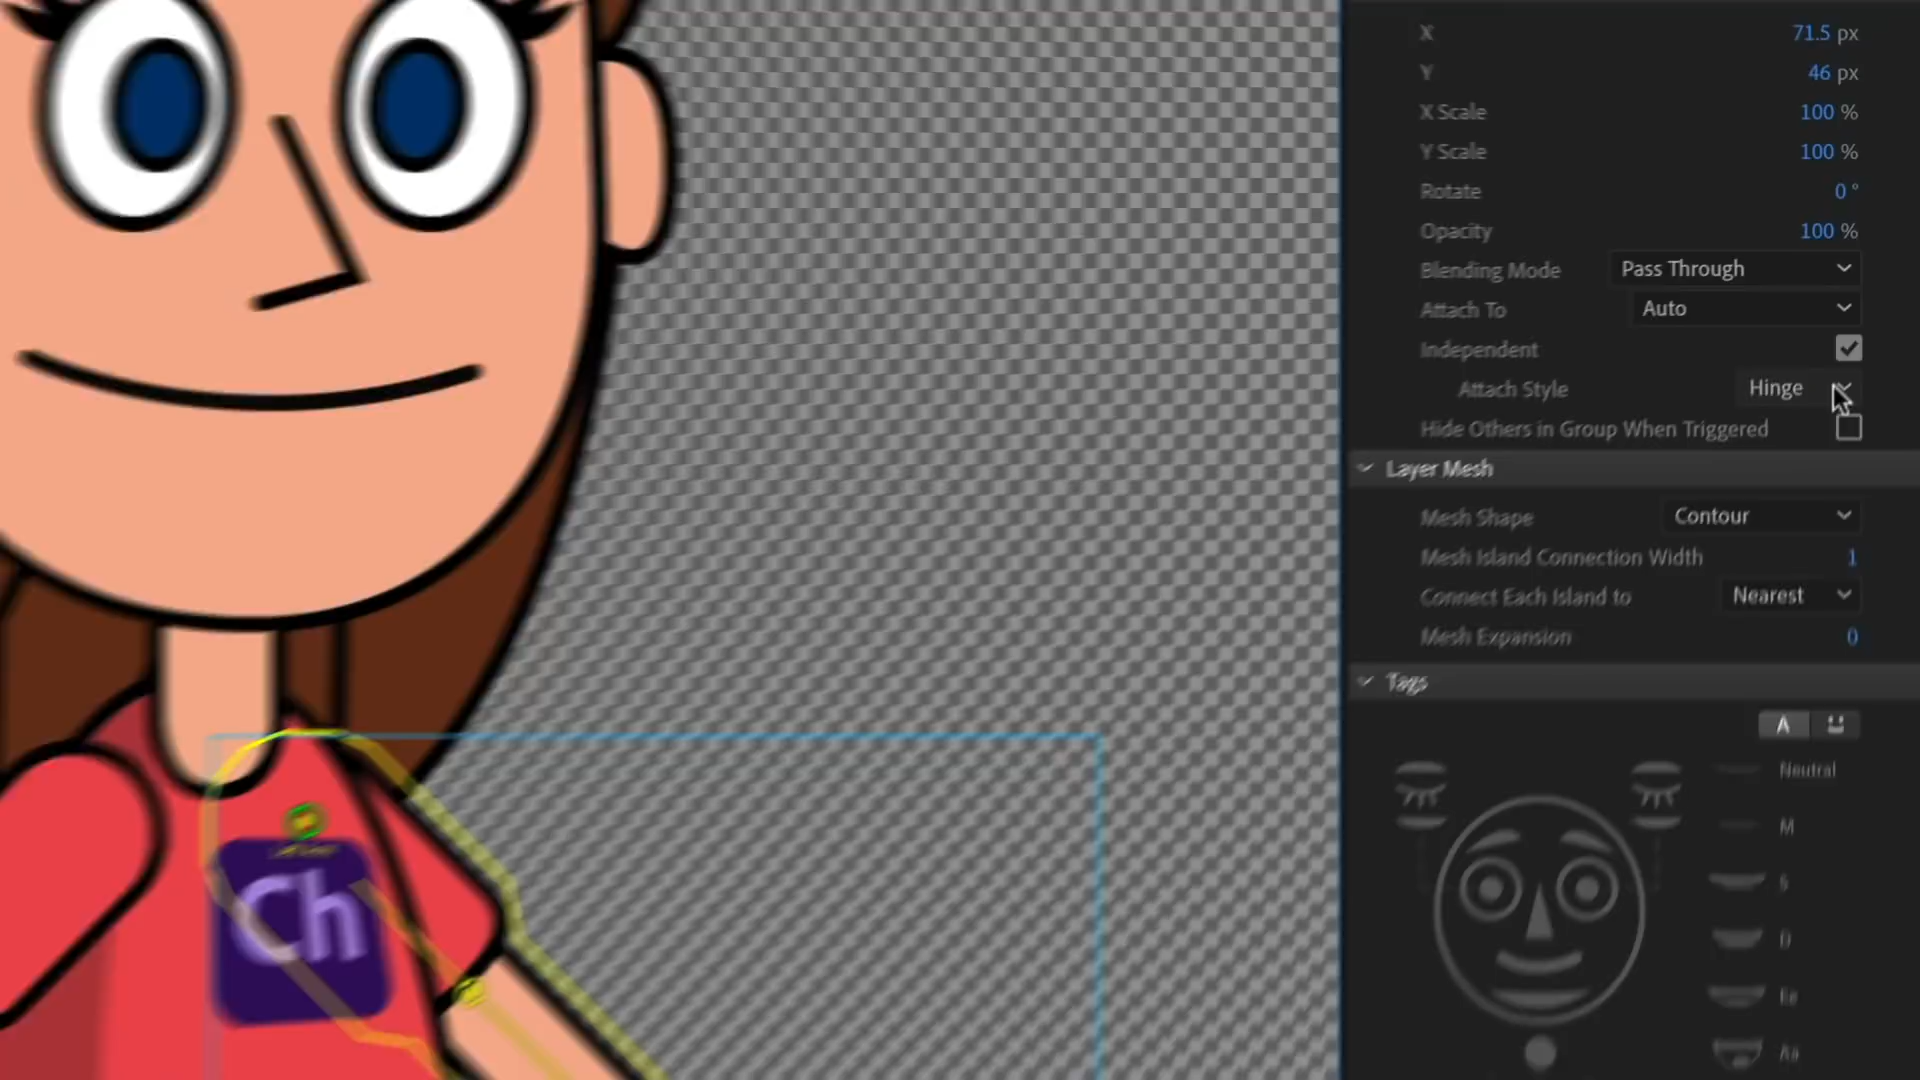 X 71.5 px
Y 46 px
X Scale 100 %
Y Scale 100 %
Rotate 0 °
Opacity 100 %
Blending Mode Pass Through
Attach To Auto
Independent
Attach Style Hinge
Hide Others in Group When Triggered
Layer Mesh
Mesh Shape Contour
Mesh Island Connection Width 1
Connect Each Island to Nearest
Mesh Expansion 0
Tags
A
Neutral
M
S
D
Ee
Aa
Ch